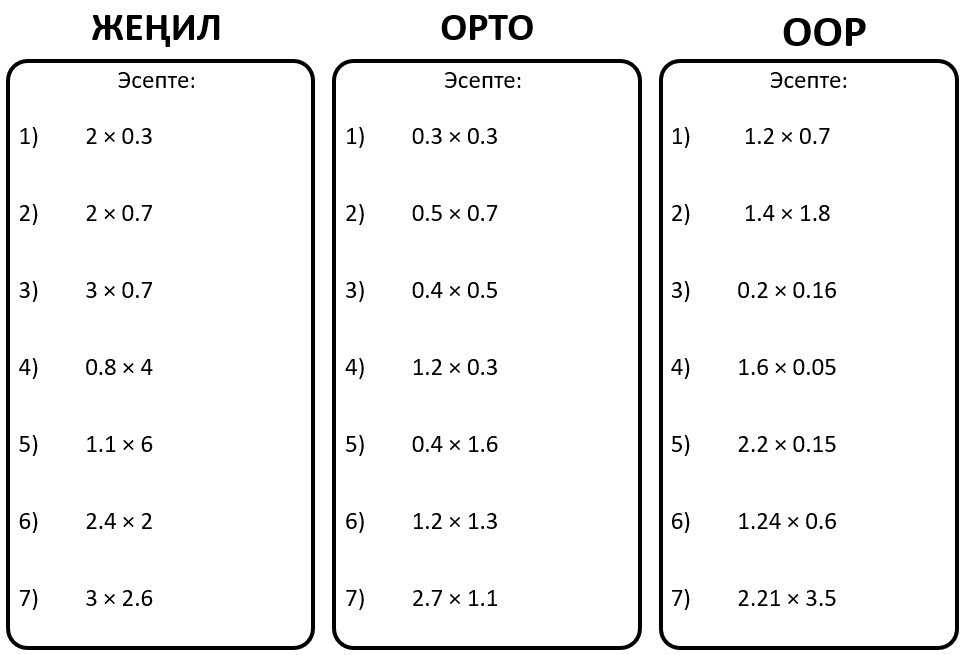 ЖЕҢИЛ
Эсепте:
1) 2 × 0.3
2) 2 × 0.7
3) 3 × 0.7
4) 0.8 × 4
5) 1.1 × 6
6) 2.4 × 2
7) 3 × 2.6
ОРТО
Эсепте:
1) 0.3 × 0.3
2) 0.5 × 0.7
3) 0.4 × 0.5
4) 1.2 × 0.3
5) 0.4 × 1.6
6) 1.2 × 1.3
7) 2.7 × 1.1
ООР
Эсепте:
1) 1.2 × 0.7
2) 1.4 × 1.8
3) 0.2 × 0.16
4) 1.6 × 0.05
5) 2.2 × 0.15
6) 1.24 × 0.6
7) 2.21 × 3.5